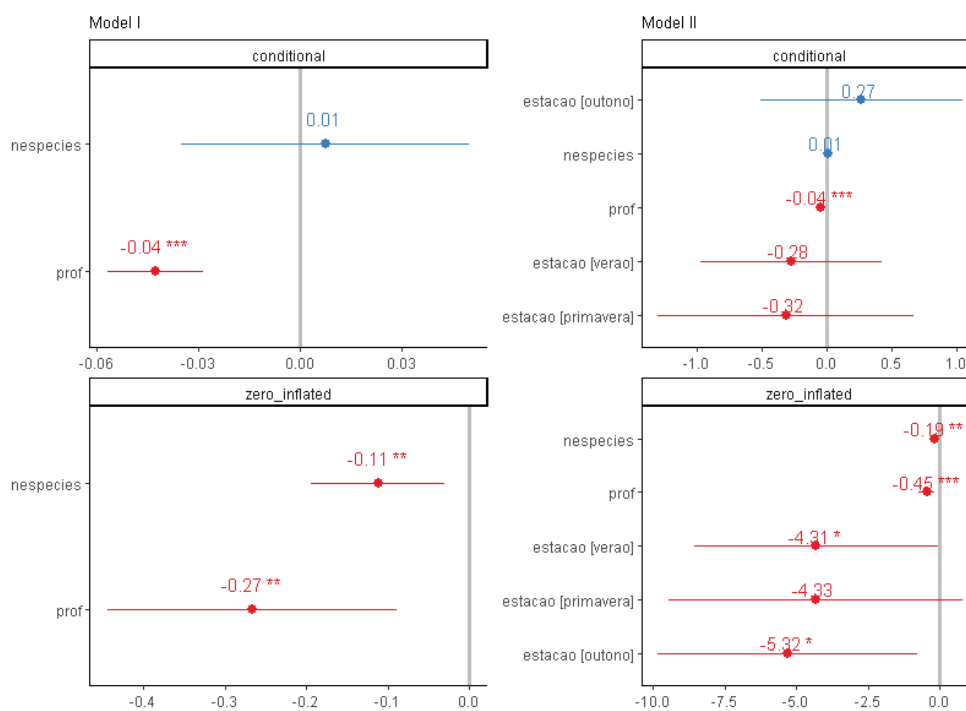 Model I
conditional
nespecies
0.01
prof
-0.04 ***
-0.06 -0.03 0.00 0.03
zero_inflated
nespecies
-0.11 **
prof
-0.27 **
-0.4 -0.3 -0.2 -0.1 0.0
Model II
conditional
estacao [outono]
0.27
nespecies
0.01
prof
-0.04 ***
estacao [verao]
-0.28
estacao [primavera]
-0.32
-1.0 -0.5 0.0 0.5 1.0
zero_inflated
nespecies
-0.19 **
prof
-0.45 ***
estacao [verao]
-4.31 *
estacao [primavera]
-4.33
estacao [outono]
-5.32 *
-10.0 -7.5 -5.0 -2.5 0.0